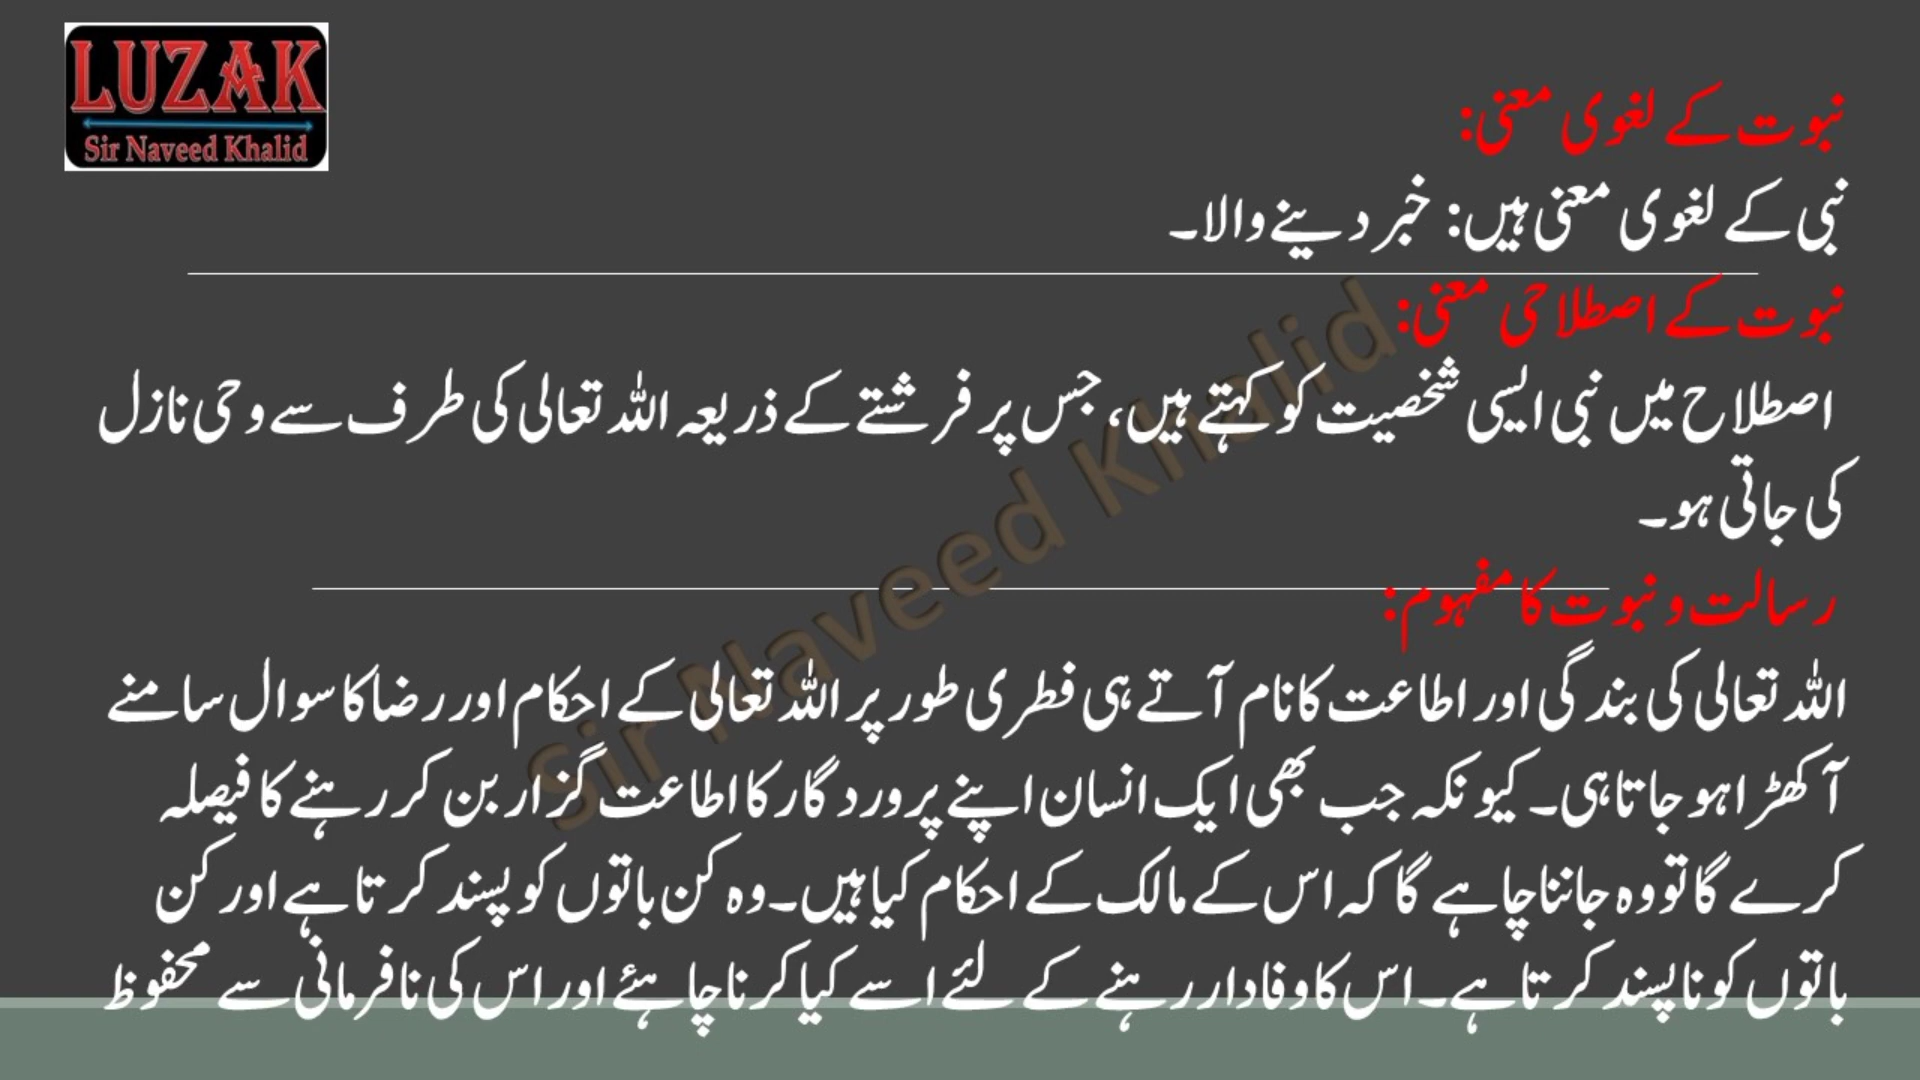 LUZAK
Sir Naveed Khalid
نبوت کے لغوی معنی:
نبی کے لغوی معنی ہیں: خبر دینے والا۔
نبوت کے اصطلاحی معنی:
اصطلاح میں نبی ایسی شخصیت کو کہتے ہیں، جس پر فرشتے کے ذریعہ اللہ تعالی کی طرف سے وحی نازل
کی جاتی ہو۔
رسالت و نبوت کا مفہوم:
اللہ تعالی کی بندگی اور اطاعت کا نام آتے ہی فطری طور پر اللہ تعالی کے احکام اور رضا کا سوال سامنے
آ کھڑا ہو جاتا ہی۔ کیونکہ جب بھی ایک انسان اپنے پروردگار کا اطاعت گزار بن کر رہنے کا فیصلہ
کرے گا تو وہ جاننا چاہے گا کہ اس کے مالک کے احکام کیا ہیں۔ وہ کن باتوں کو پسند کرتا ہے اور کن
باتوں کو ناپسند کرتا ہے۔ اس کا وفادار رہنے کے لئے اسے کیا کرنا چاہئے اور اس کی نافرمانی سے محفوظ
Sir Naveed Khalid